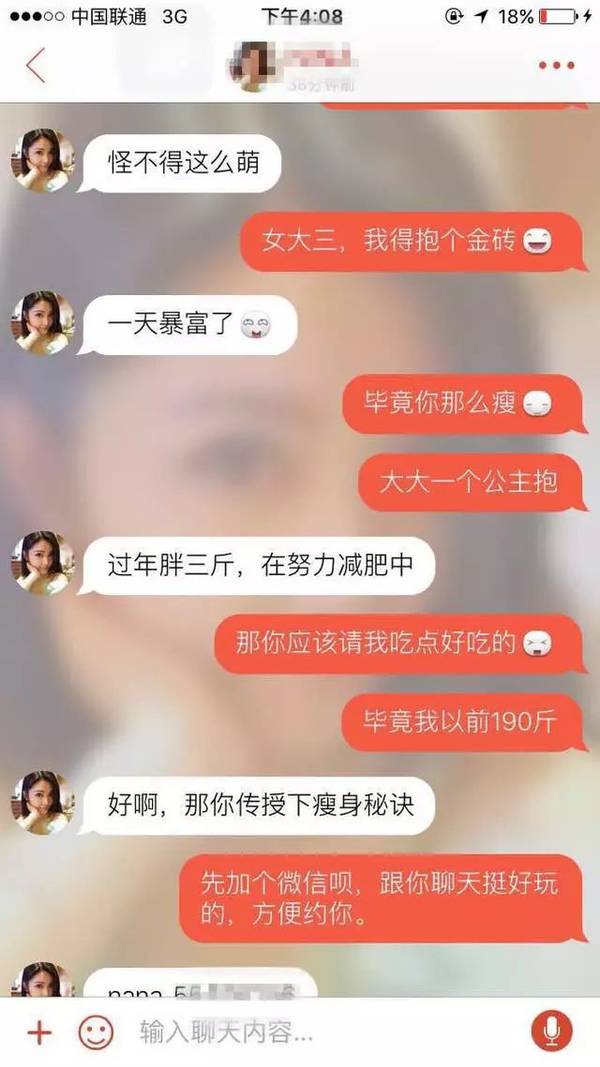 中国联通 3G 下午4:08 18%
36分钟前
怪不得这么萌
女大三，我得抱个金砖
一天暴富了
毕竟你那么瘦
大大一个公主抱
过年胖三斤，在努力减肥中
那你应该请我吃点好吃的
毕竟我以前190斤
好啊，那你传授下瘦身秘诀
先加个微信呗，跟你聊天挺好玩
的，方便约你。
输入聊天内容...